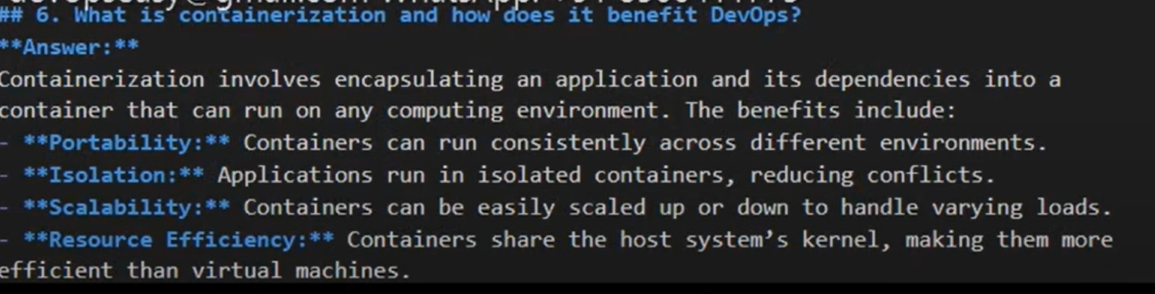 ## 6. What is containerization and how does it benefit DevOps?
**Answer:**
Containerization involves encapsulating an application and its dependencies into a
container that can run on any computing environment. The benefits include:
- **Portability:** Containers can run consistently across different environments.
- **Isolation:** Applications run in isolated containers, reducing conflicts.
- **Scalability:** Containers can be easily scaled up or down to handle varying loads.
- **Resource Efficiency:** Containers share the host system’s kernel, making them more
efficient than virtual machines.